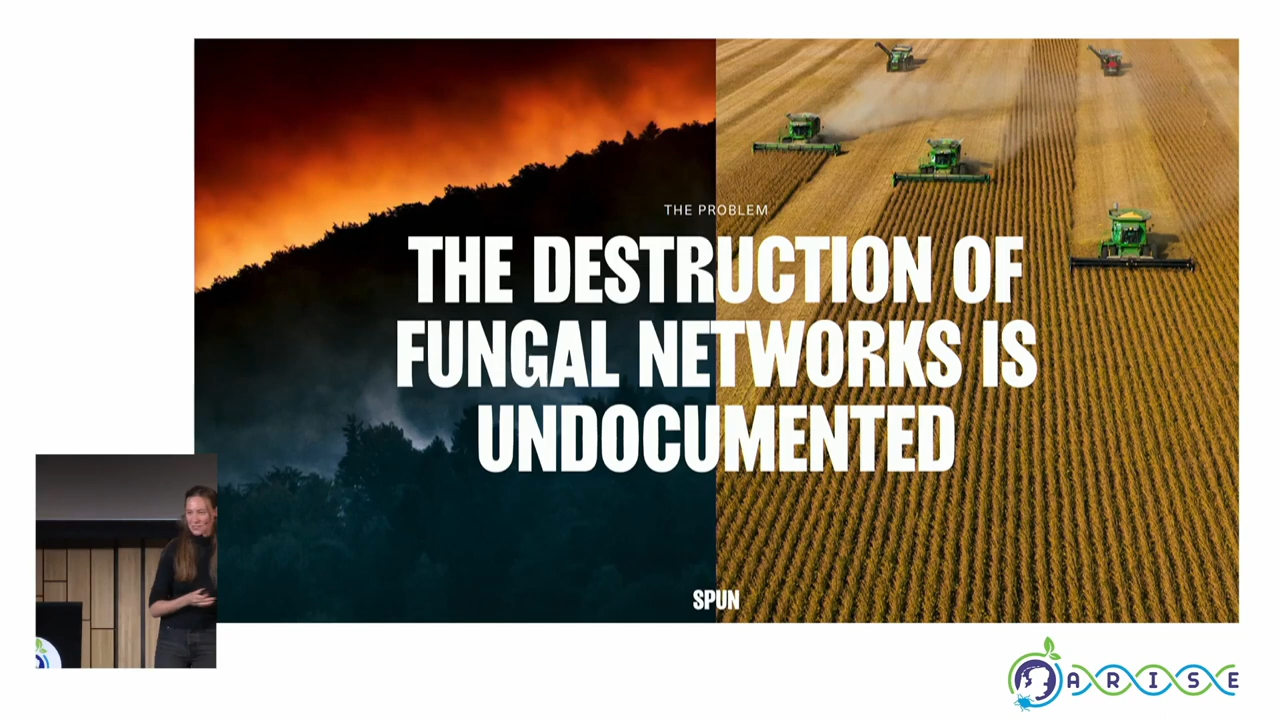 THE PROBLEM
THE DESTRUCTION OF
FUNGAL NETWORKS IS
UNDOCUMENTED
SPUN
ARISE